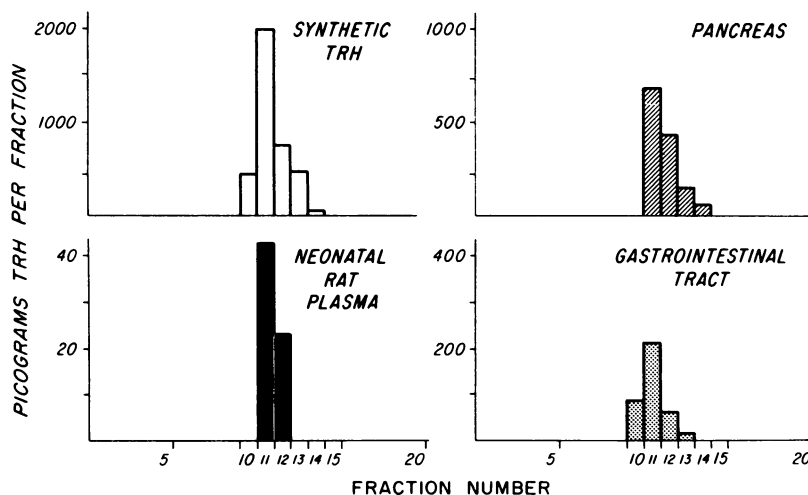 2000
1000
SYNTHETIC
TRH
1000
500
PANCREAS
PICOGRAMS TRH PER FRACTION
40
20
NEONATAL
RAT
PLASMA
5 10 11 12 13 14 15 20
400
200
GASTROINTESTINAL
TRACT
5 10 11 12 13 14 15 20
FRACTION NUMBER